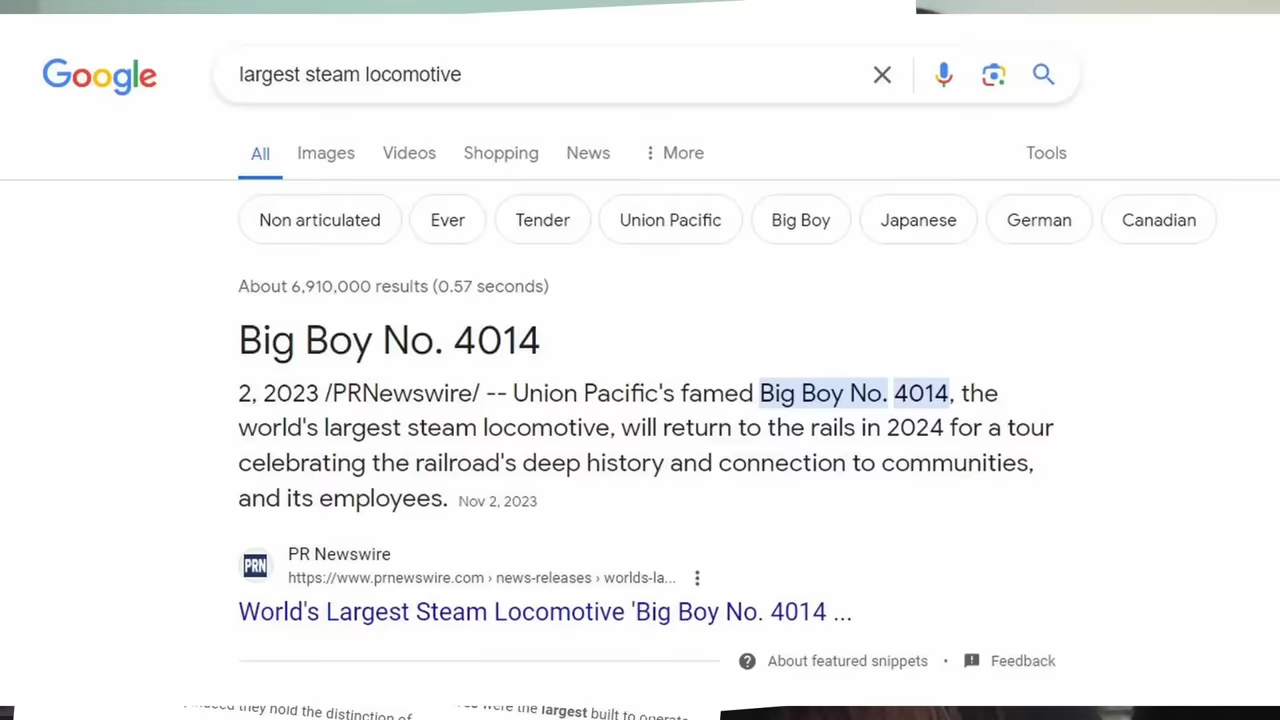 Google
largest steam locomotive
All Images Videos Shopping News More Tools
Non articulated Ever Tender Union Pacific Big Boy Japanese German Canadian
About 6,910,000 results (0.57 seconds)
Big Boy No. 4014
2, 2023 /PRNewswire/ -- Union Pacific's famed Big Boy No. 4014, the
world's largest steam locomotive, will return to the rails in 2024 for a tour
celebrating the railroad's deep history and connection to communities,
and its employees. Nov 2, 2023
PRN
PR Newswire
https://www.prnewswire.com › news-releases › worlds-la...
World's Largest Steam Locomotive 'Big Boy No. 4014 ...
About featured snippets • Feedback
they hold the distinction of
were the largest built to operate